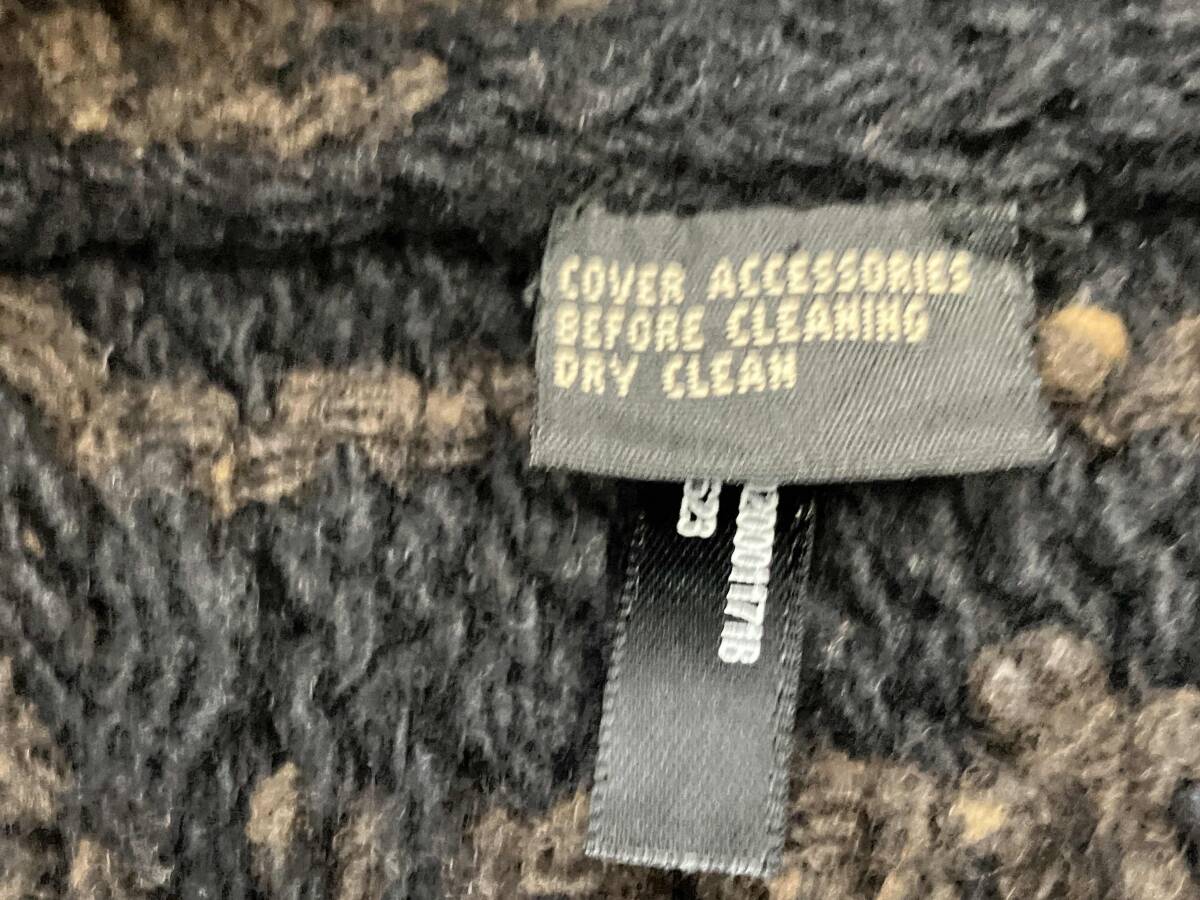 COVER ACCESSORIES
BEFORE CLEANING
DRY CLEAN